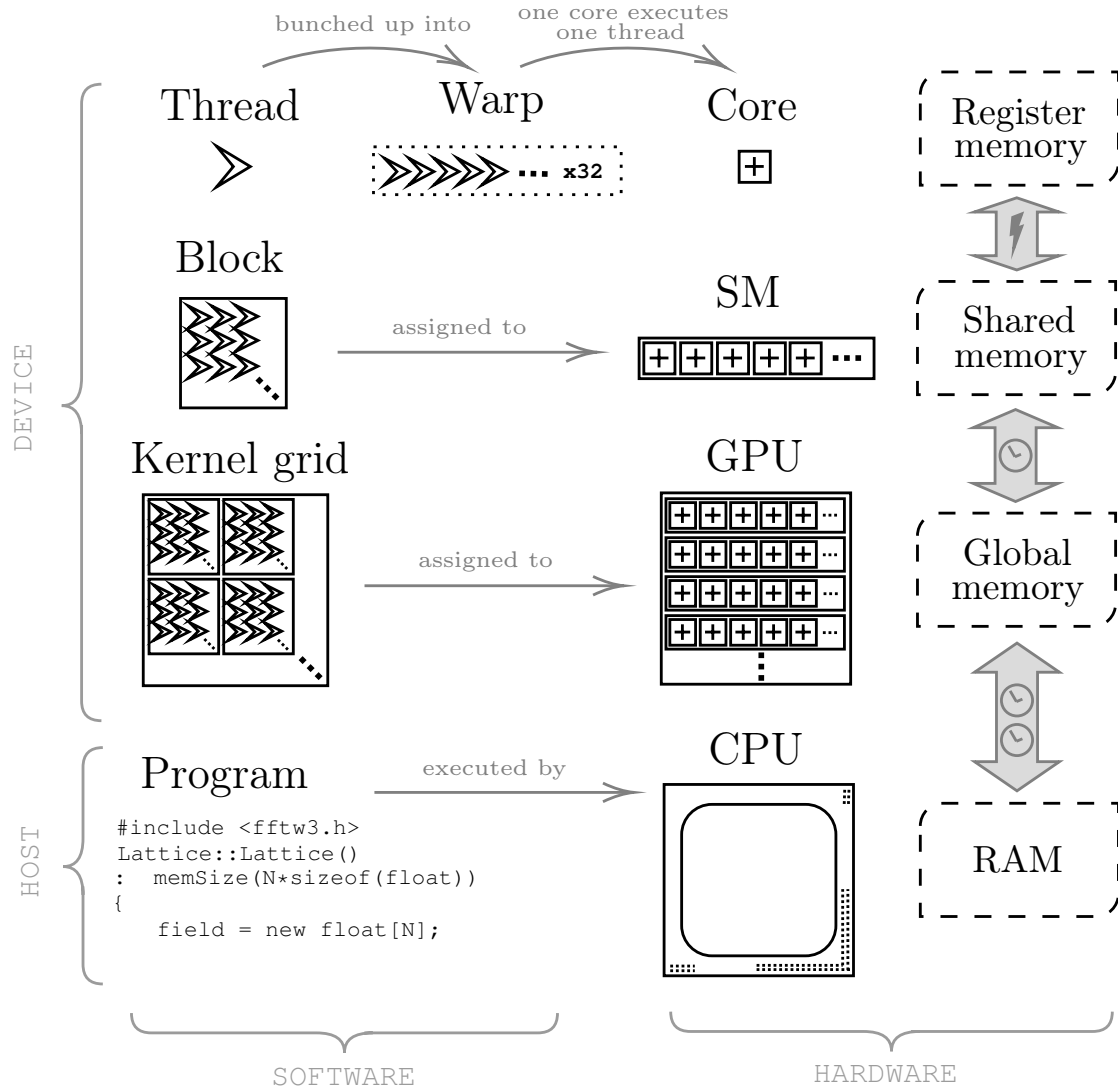 bunched up into
one core executes
one thread
Thread
Warp
Core
Register
memory
x32
Block
SM
assigned to
Shared
memory
DEVICE
Kernel grid
GPU
assigned to
Global
memory
Program
executed by
CPU
#include <fftw3.h>
Lattice::Lattice()
:  memSize(N*sizeof(float))
{
   field = new float[N];
RAM
HOST
SOFTWARE
HARDWARE